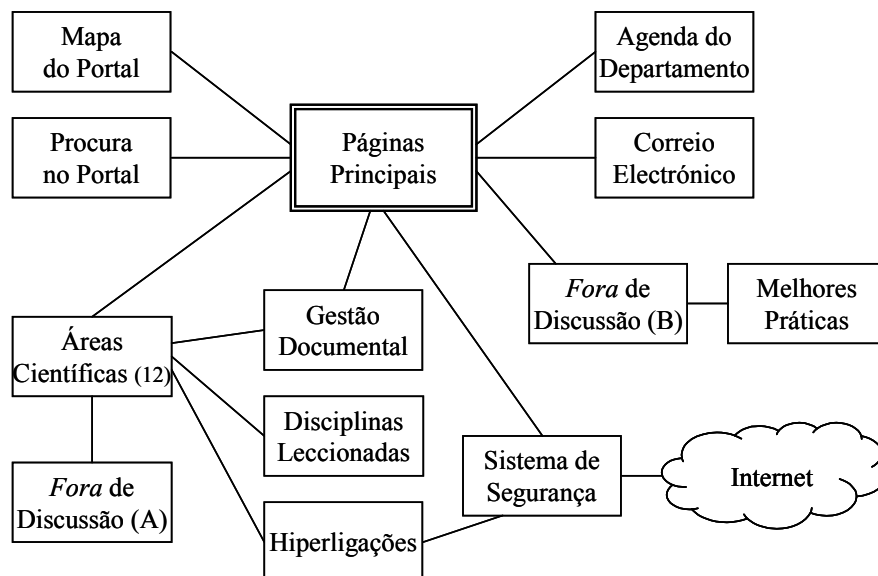 Mapa
do Portal
Agenda do
Departamento
Procura
no Portal
Páginas
Principais
Correio
Electrónico
Fora de
Discussão (B)
Melhores
Práticas
Gestão
Documental
Áreas
Científicas (12)
Disciplinas
Leccionadas
Sistema de
Segurança
Internet
Fora de
Discussão (A)
Hiperligações